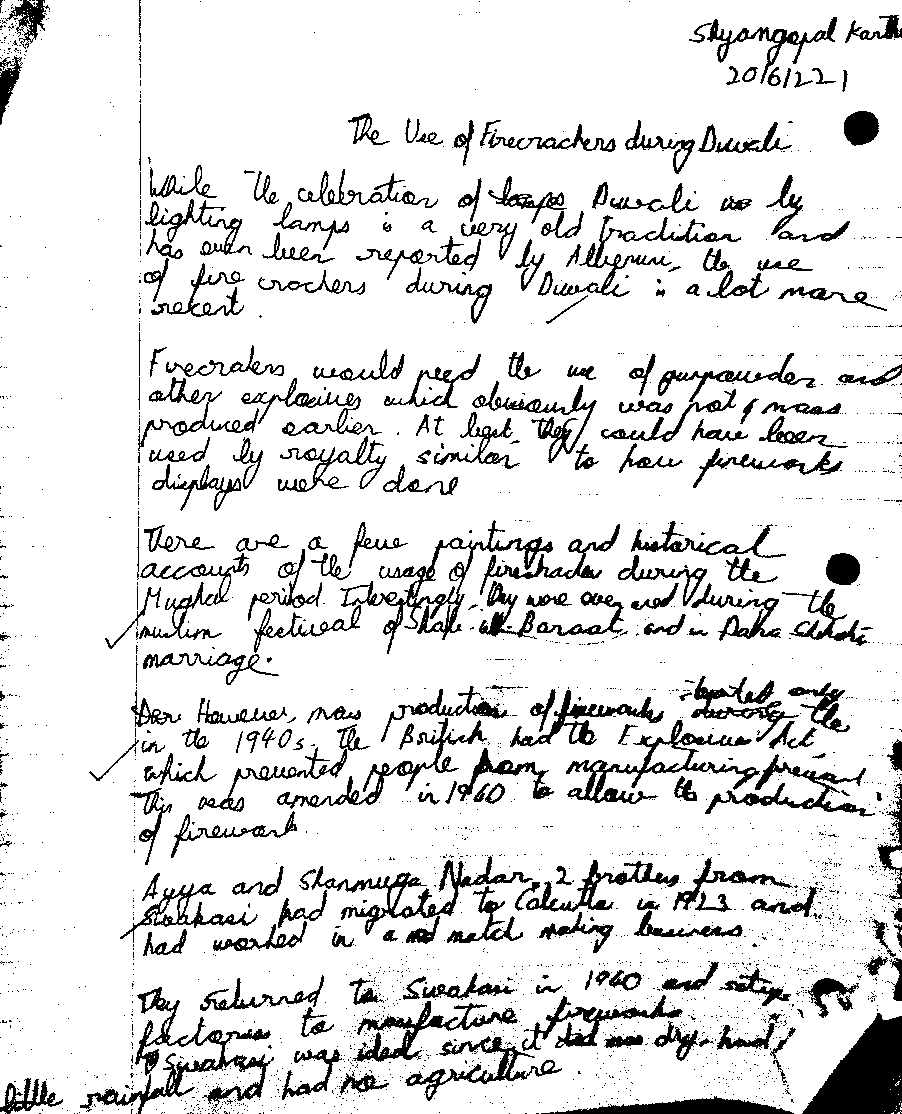 Shyangopal Karthi
20/6/22 1
The Use of Firecrackers during Diwali
While the celebration of lamps Diwali by
lighting lamps is a very old Tradition and
has even been reported by Alberuni, the use
of fire crackers during Diwali is a lot more
recent.
Firecrakers would need the use of gunpowder and
other explosives which obviously was not mass
produced earlier. At best they could have been
used by royalty similar to how fireworks
displays were done
There are a few paintings and historical
accounts of the usage of during the
Mughal period. Interestingly, they were even used during the
muslim festival of Shab Baraat and in Dara Shikoh
marriage.
However, mass production of fireworks started only during the
in the 1940s. The British had the Explosives Act
which prevented people from manufacturing
This was amended in 1940 to allow the production
of firework
Ayya and Shanmuga Nadar, 2 brothers from
Sivakasi had migrated to Calcutta in 1923 and
had worked in a match making business
They returned to Sivakasi in 1940 and setup
factories to manufacture fireworks.
Sivakasi was ideal since it was dry, had
little rainfall and had no agriculture.